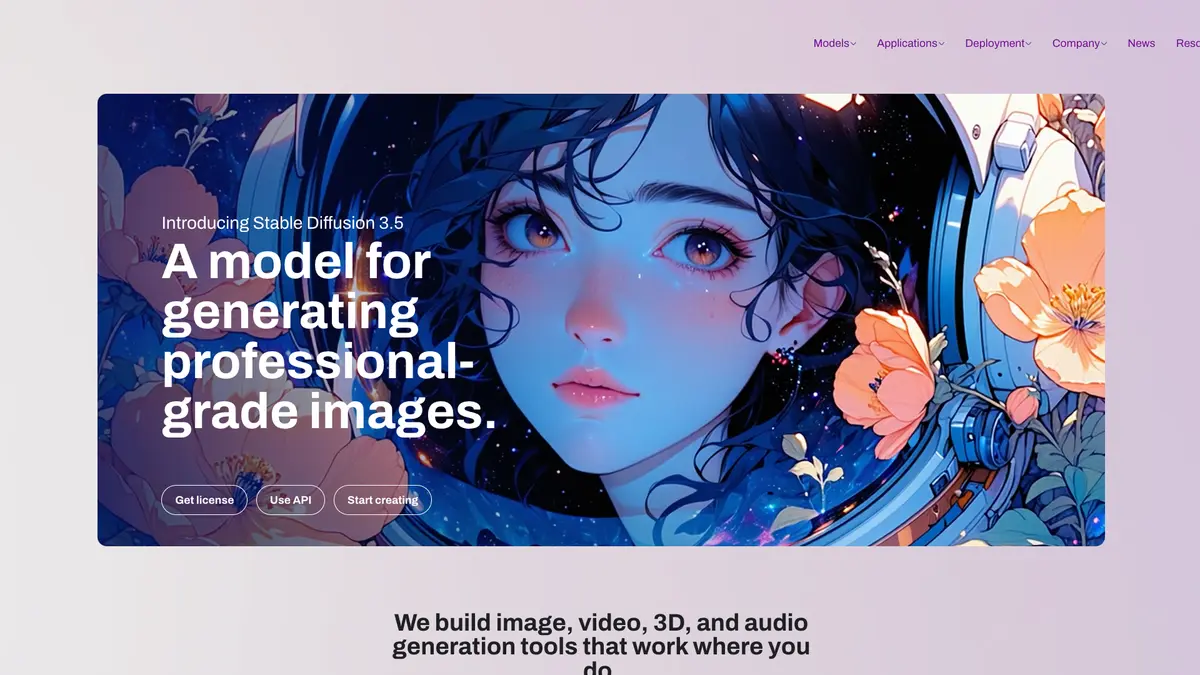 Models
Applications
Deployment
Company
News
Introducing Stable Diffusion 3.5
A model for
generating
professional-
grade images.
Get license
Use API
Start creating
We build image, video, 3D, and audio
generation tools that work where you
do